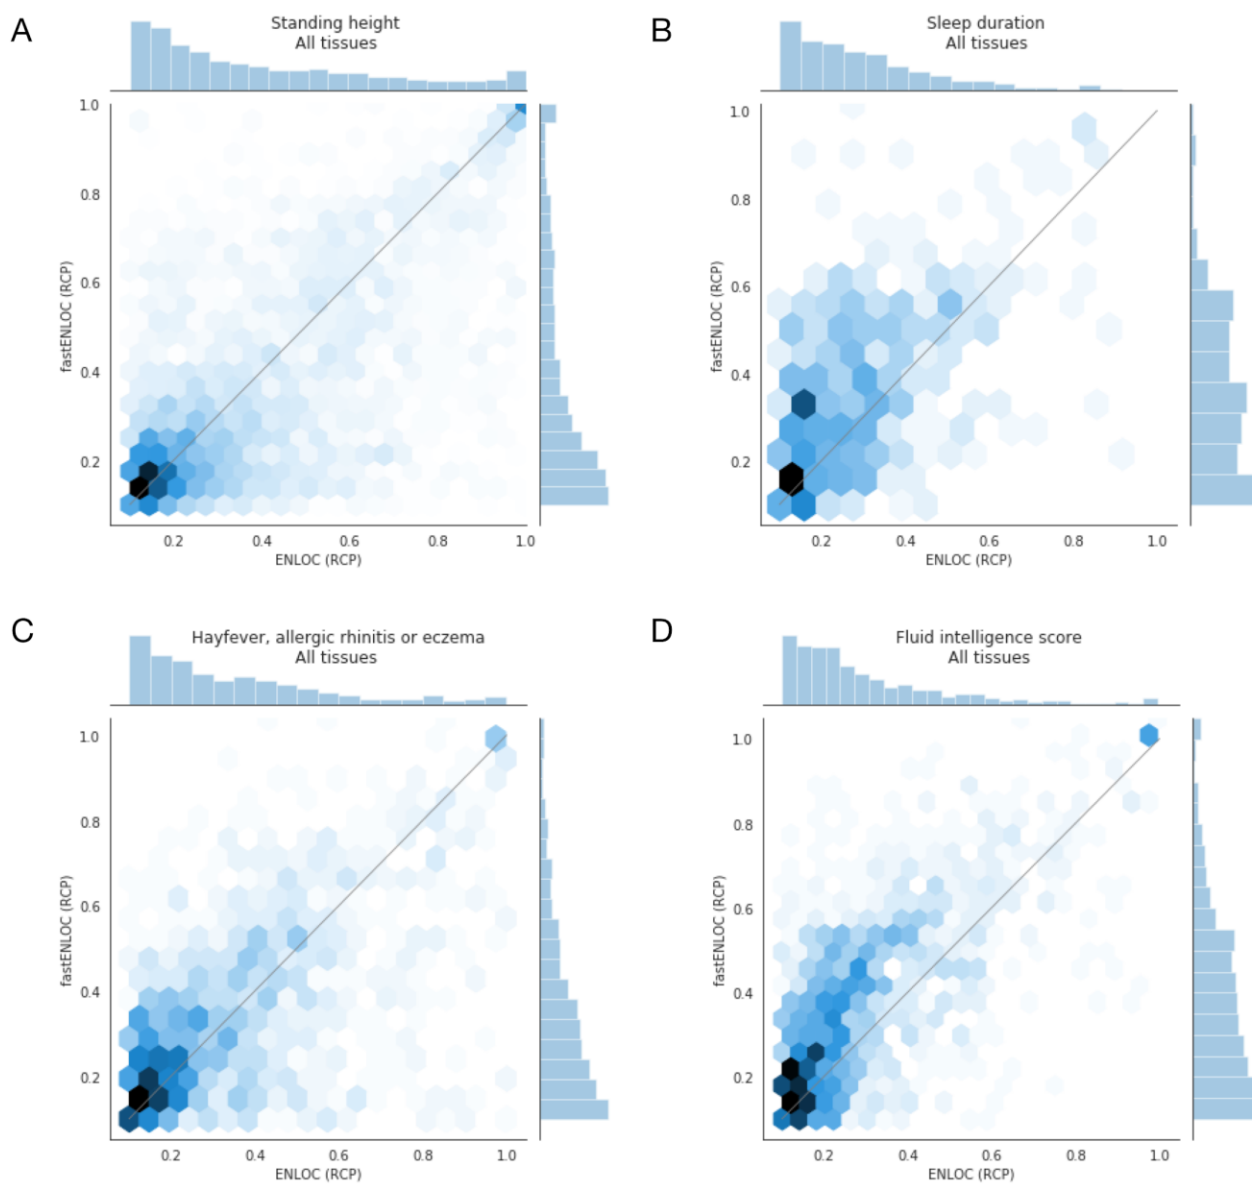 A
Standing height
All tissues
fastENLOC (RCP)
1.0
0.8
0.6
0.4
0.2
0.2 0.4 0.6 0.8 1.0
ENLOC (RCP)
B
Sleep duration
All tissues
fastENLOC (RCP)
1.0
0.8
0.6
0.4
0.2
0.2 0.4 0.6 0.8 1.0
ENLOC (RCP)
C
Hayfever, allergic rhinitis or eczema
All tissues
fastENLOC (RCP)
1.0
0.8
0.6
0.4
0.2
0.2 0.4 0.6 0.8 1.0
ENLOC (RCP)
D
Fluid intelligence score
All tissues
fastENLOC (RCP)
1.0
0.8
0.6
0.4
0.2
0.2 0.4 0.6 0.8 1.0
ENLOC (RCP)